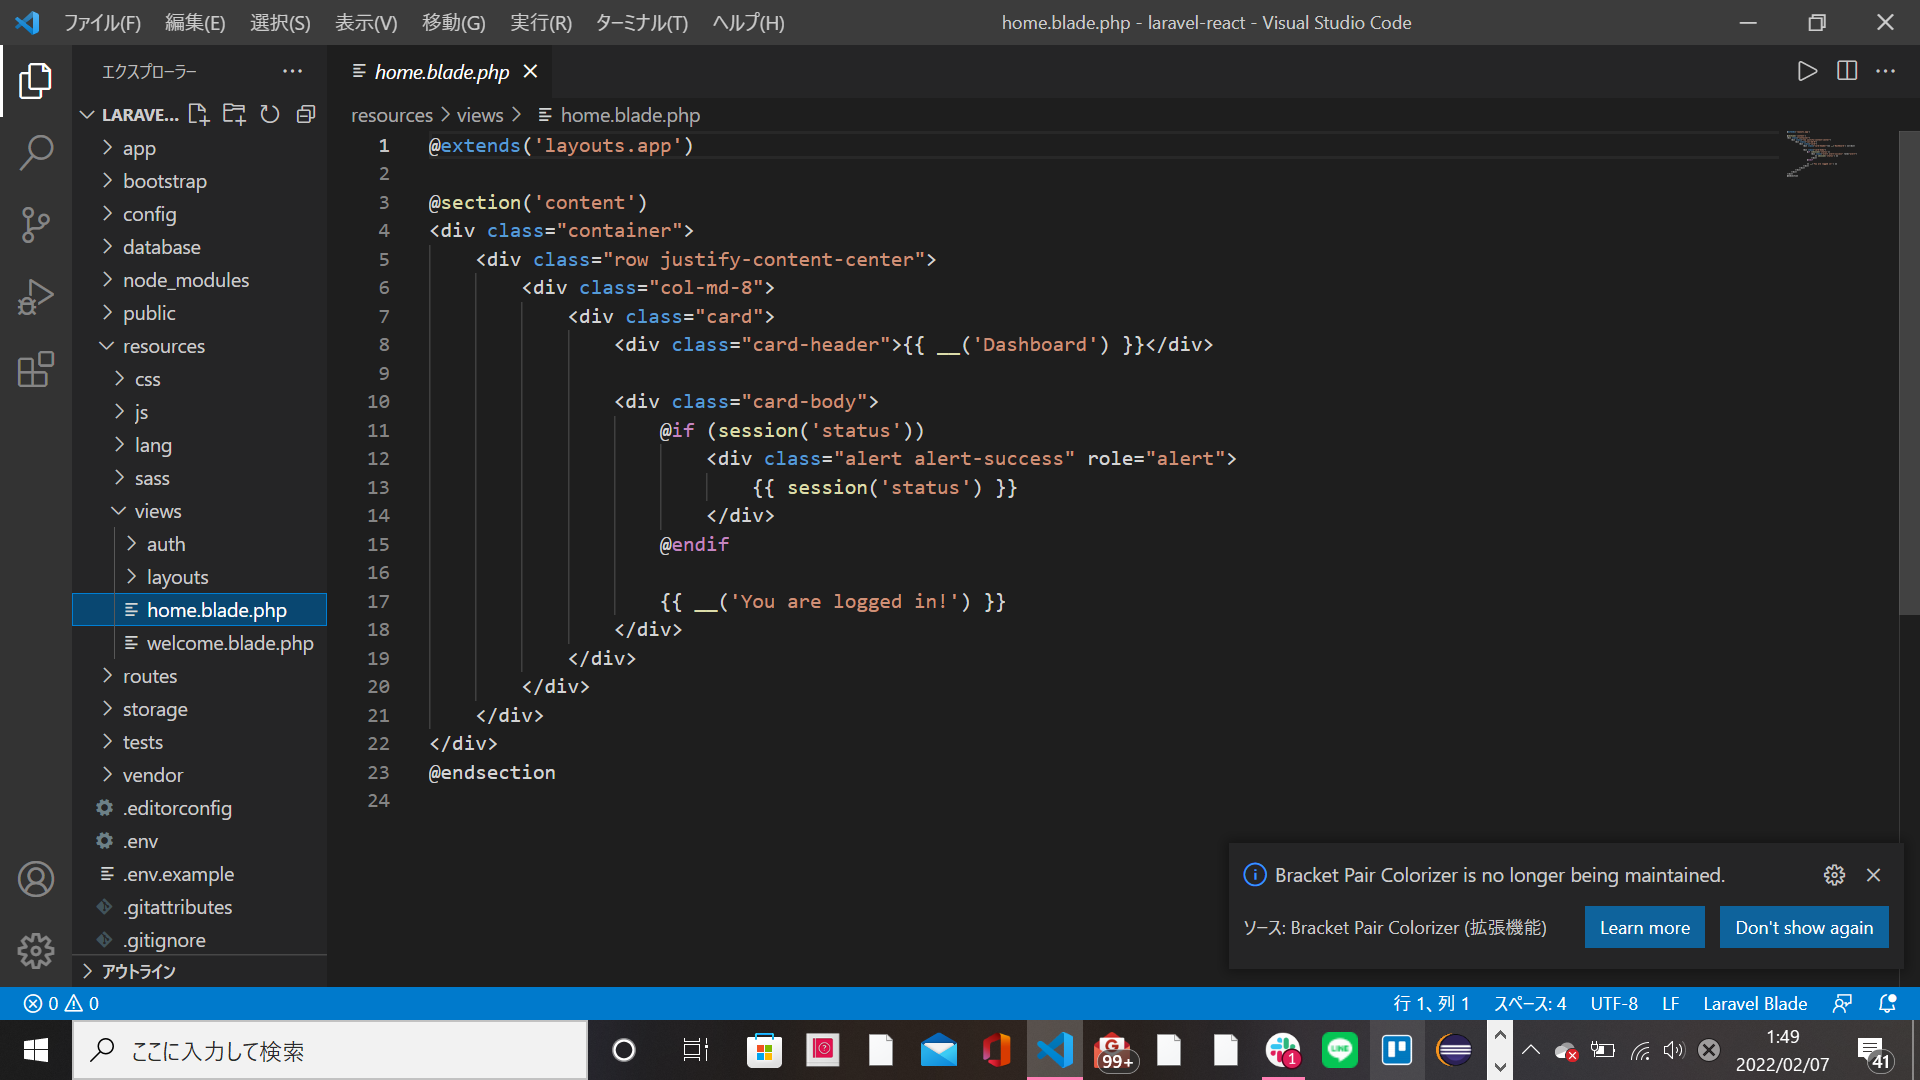 ファイル(F) 編集(E) 選択(S) 表示(V) 移動(G) 実行(R) ターミナル(T) ヘルプ(H) home.blade.php - laravel-react - Visual Studio Code
エクスプローラー
LARAVE...
app
bootstrap
config
database
node_modules
public
resources
css
js
lang
sass
views
auth
layouts
home.blade.php
welcome.blade.php
routes
storage
tests
vendor
.editorconfig
.env
.env.example
.gitattributes
.gitignore
アウトライン
home.blade.php
resources > views > home.blade.php
1 @extends('layouts.app')
2
3 @section('content')
4 <div class="container">
5 <div class="row justify-content-center">
6 <div class="col-md-8">
7 <div class="card">
8 <div class="card-header">{{ __('Dashboard') }}</div>
9
10 <div class="card-body">
11 @if (session('status'))
12 <div class="alert alert-success" role="alert">
13 {{ session('status') }}
14 </div>
15 @endif
16
17 {{ __('You are logged in!') }}
18 </div>
19 </div>
20 </div>
21 </div>
22 </div>
23 @endsection
24
Bracket Pair Colorizer is no longer being maintained.
ソース: Bracket Pair Colorizer (拡張機能) Learn more Don't show again
0 0 行 1、列 1 スペース: 4 UTF-8 LF Laravel Blade
ここに入力して検索
99+
1
LINE
1:49
2022/02/07
41